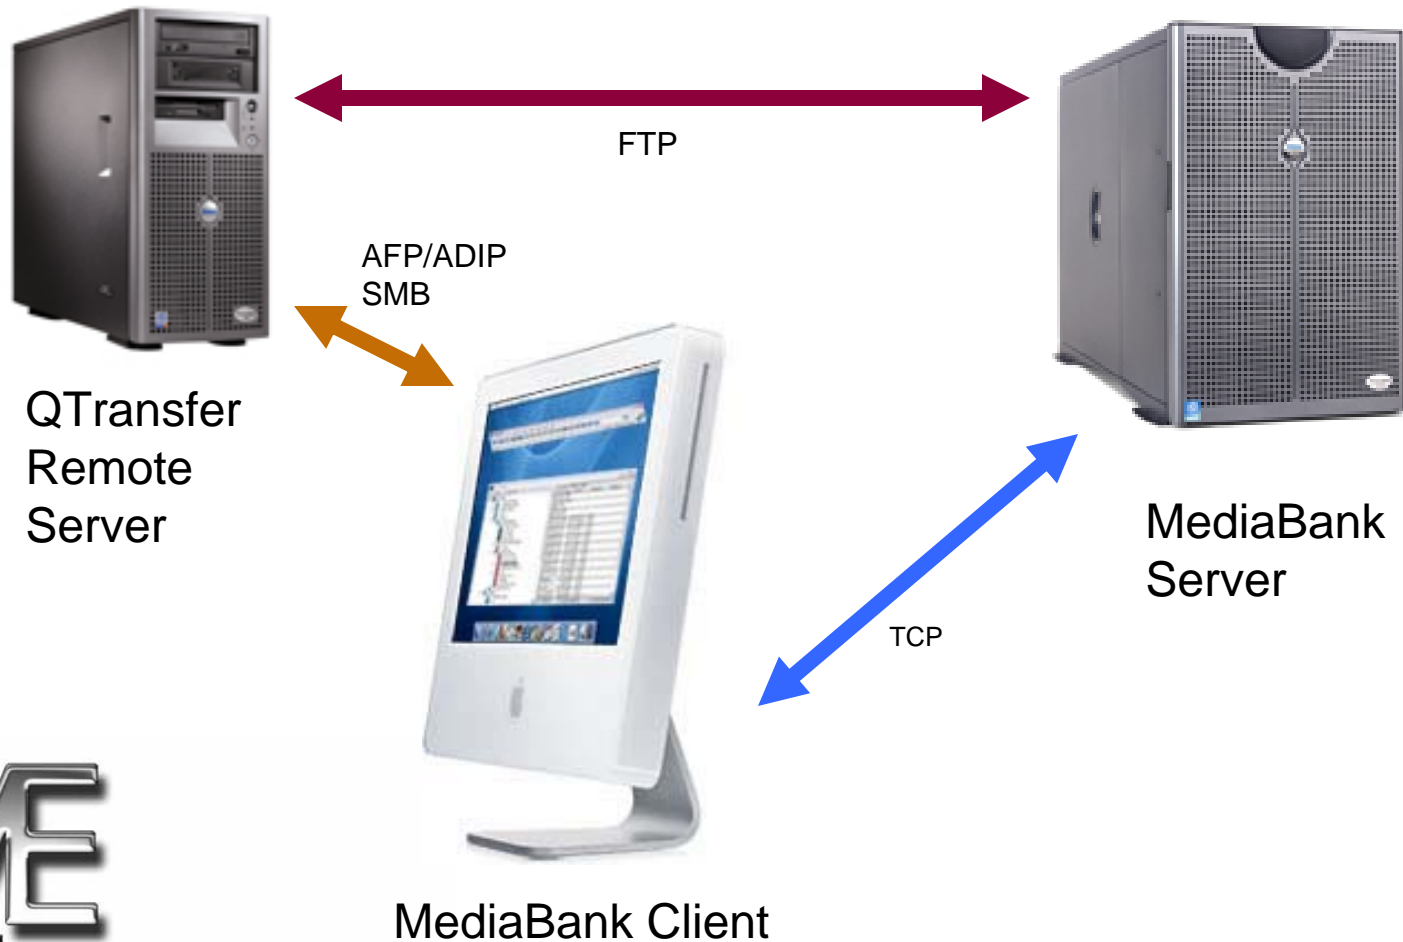 FTP
AFP/ADIP
SMB
QTransfer
Remote
Server
MediaBank
Server
TCP
MediaBank Client